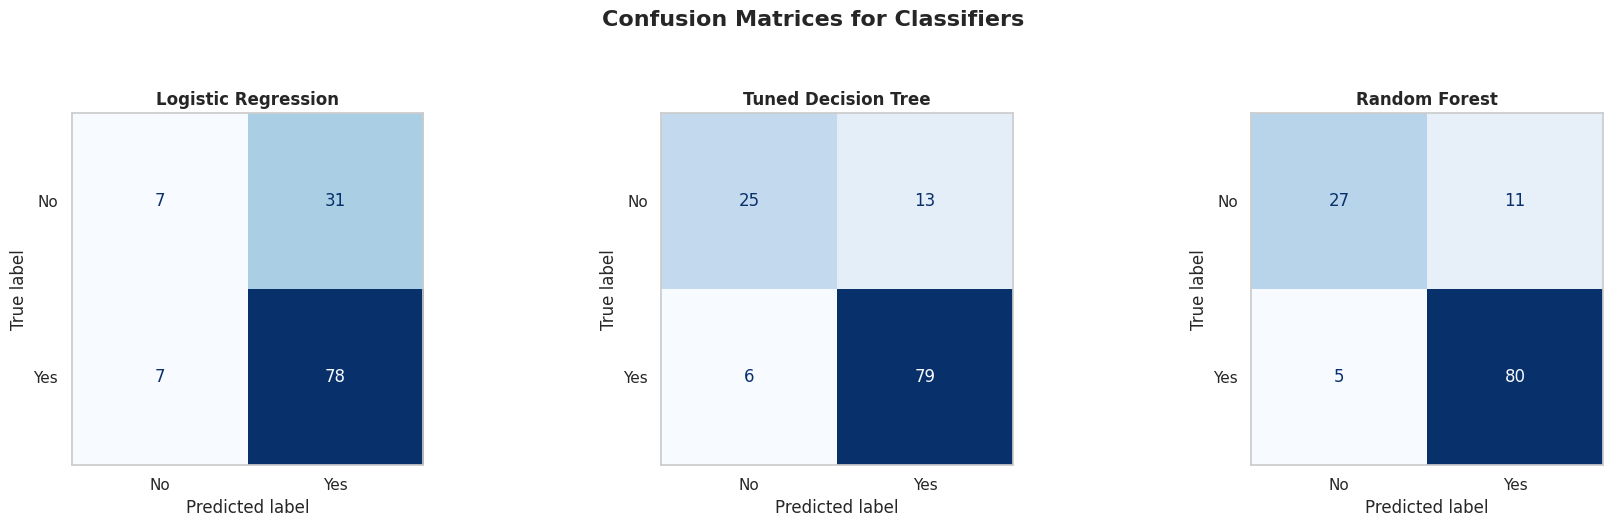 Confusion Matrices for Classifiers
Logistic Regression
True label
No
7
31
Yes
7
78
No
Yes
Predicted label
Tuned Decision Tree
True label
No
25
13
Yes
6
79
No
Yes
Predicted label
Random Forest
True label
No
27
11
Yes
5
80
No
Yes
Predicted label